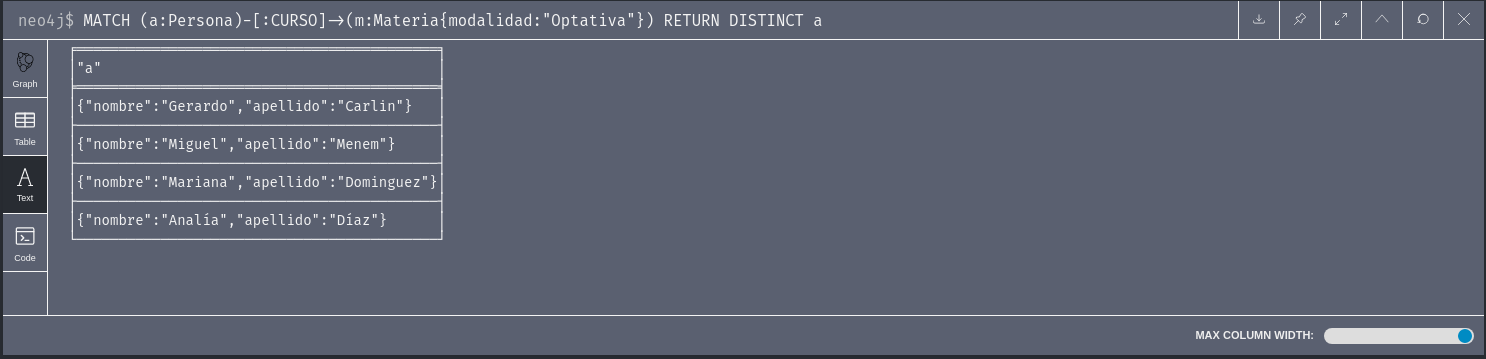 neo4j$ MATCH (a:Persona)-[:CURSO]->(m:Materia{modalidad:"Optativa"}) RETURN DISTINCT a
Graph
Table
Text
Code
"a"
{"nombre":"Gerardo","apellido":"Carlin"}
{"nombre":"Miguel","apellido":"Menem"}
{"nombre":"Mariana","apellido":"Dominguez"}
{"nombre":"Analía","apellido":"Díaz"}
MAX COLUMN WIDTH: